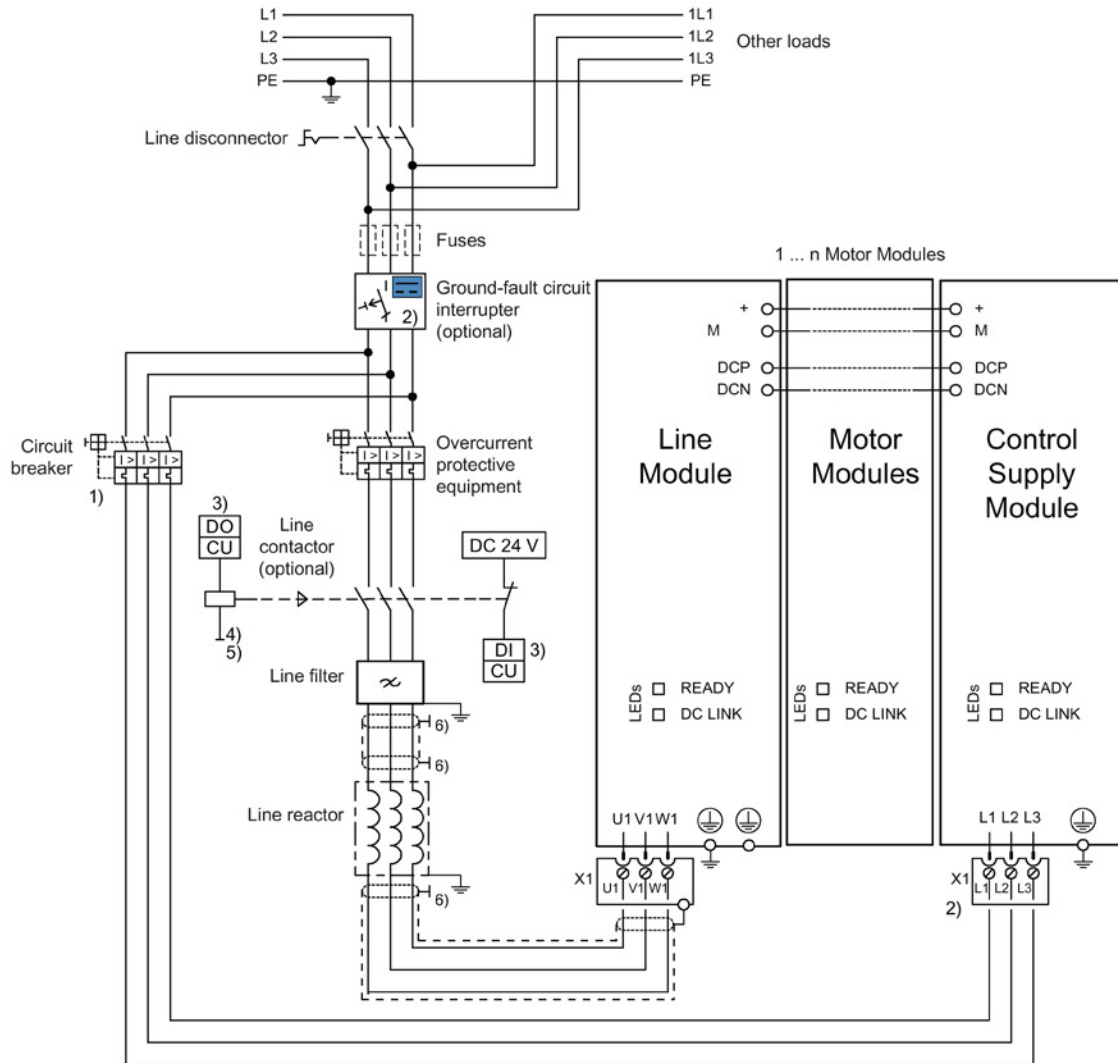 L1
L2
L3
PE
1L1
1L2
1L3
PE
Other loads
Line disconnector
Fuses
Ground-fault circuit
interrupter
(optional)
2)
1 ... n Motor Modules
+
M
DCP
DCN
+
M
DCP
DCN
Circuit
breaker
1)
I > I > I >
I > I > I >
Overcurrent
protective
equipment
Line
Module
Motor
Modules
Control
Supply
Module
3)
DO
CU
Line
contactor
(optional)
DC 24 V
4)
5)
DI
CU
3)
Line filter
6)
6)
LEDs
READY
DC LINK
LEDs
READY
DC LINK
LEDs
READY
DC LINK
Line reactor
6)
U1 V1 W1
X1
U1 V1 W1
L1 L2 L3
X1
2)
L1 L2 L3